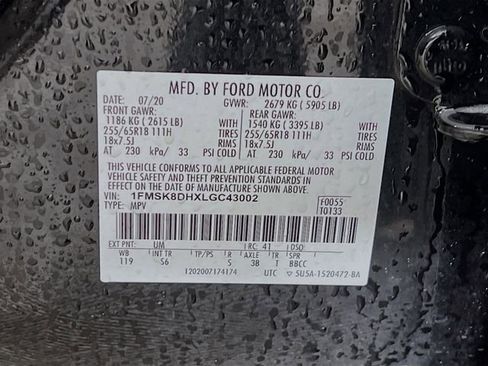 MFD. BY FORD MOTOR CO.
DATE: 07/20 GVWR: 2679 KG ( 5905 LB)
FRONT GAWR: REAR GAWR:
1186 KG ( 2615 LB) WITH 1540 KG ( 3395 LB) WITH
255/65R18 111H TIRES 255/65R18 111H TIRES
18x7.5J RIMS 18x7.5J RIMS
AT 230 kPa/ 33 PSI COLD AT 230 kPa/ 33 PSI COLD
THIS VEHICLE CONFORMS TO ALL APPLICABLE FEDERAL
MOTOR VEHICLE SAFETY STANDARDS IN EFFECT ON THE
DATE OF MANUFACTURE SHOWN ABOVE.
VIN: 1FMSK8DHXLGC43002 F0055
TYPE: MPV T0133
EXT PNT: UM RC: 41 DSO:
WB INT TR TP/PS R AXLE TR SPR
119 S6 5 3B T BBCC
1202007174174 UTC 5U5A-1520472-BA